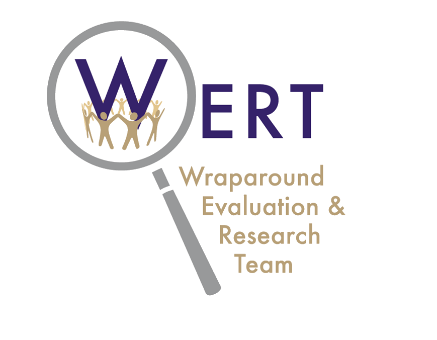 WERT
Wraparound
Evaluation &
Research
Team